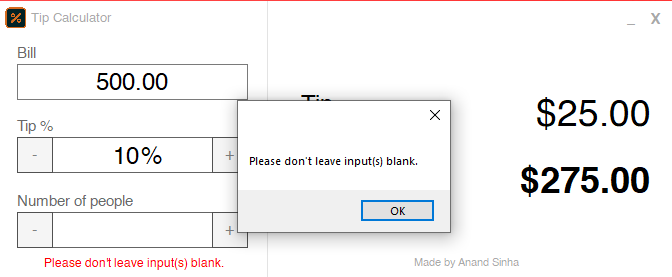 Tip Calculator
_ X
Bill
500.00
Tip %
- 10% +
Number of people
-
Please don't leave input(s) blank.
Please don't leave input(s) blank.
OK
$25.00
$275.00
Made by Anand Sinha